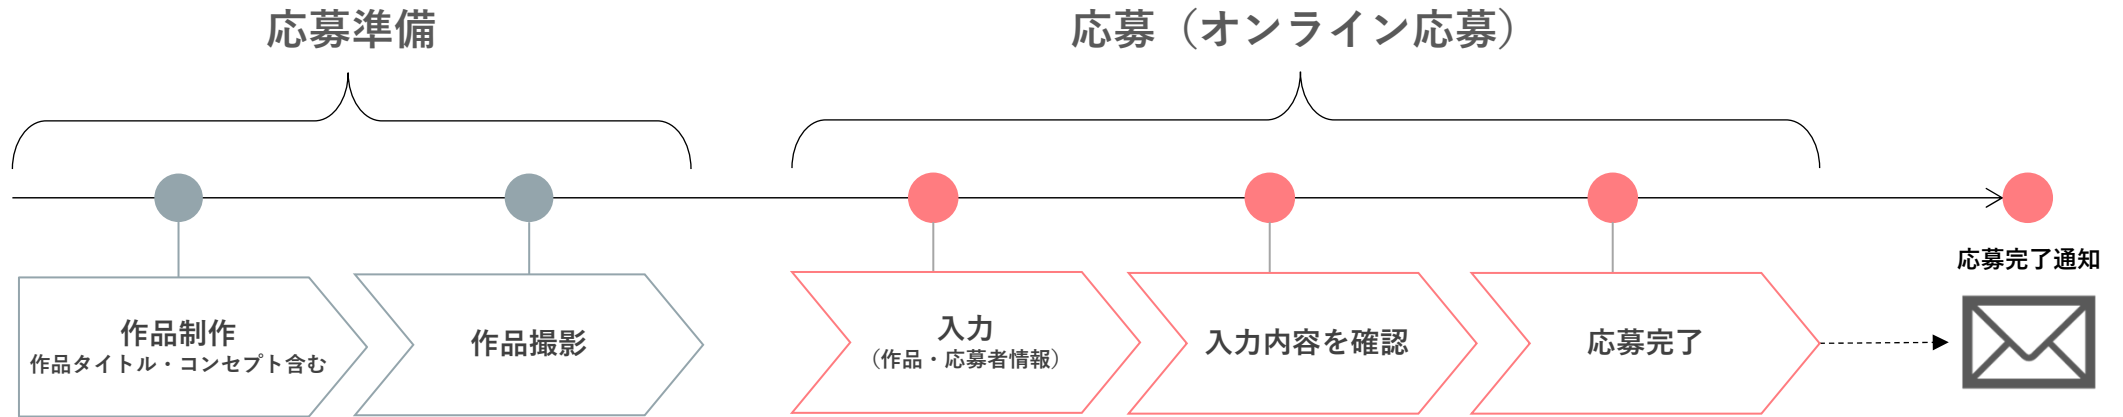 応募準備
応募（オンライン応募）
応募完了通知
作品制作
作品タイトル・コンセプト含む
作品撮影
入力
（作品・応募者情報）
入力内容を確認
応募完了